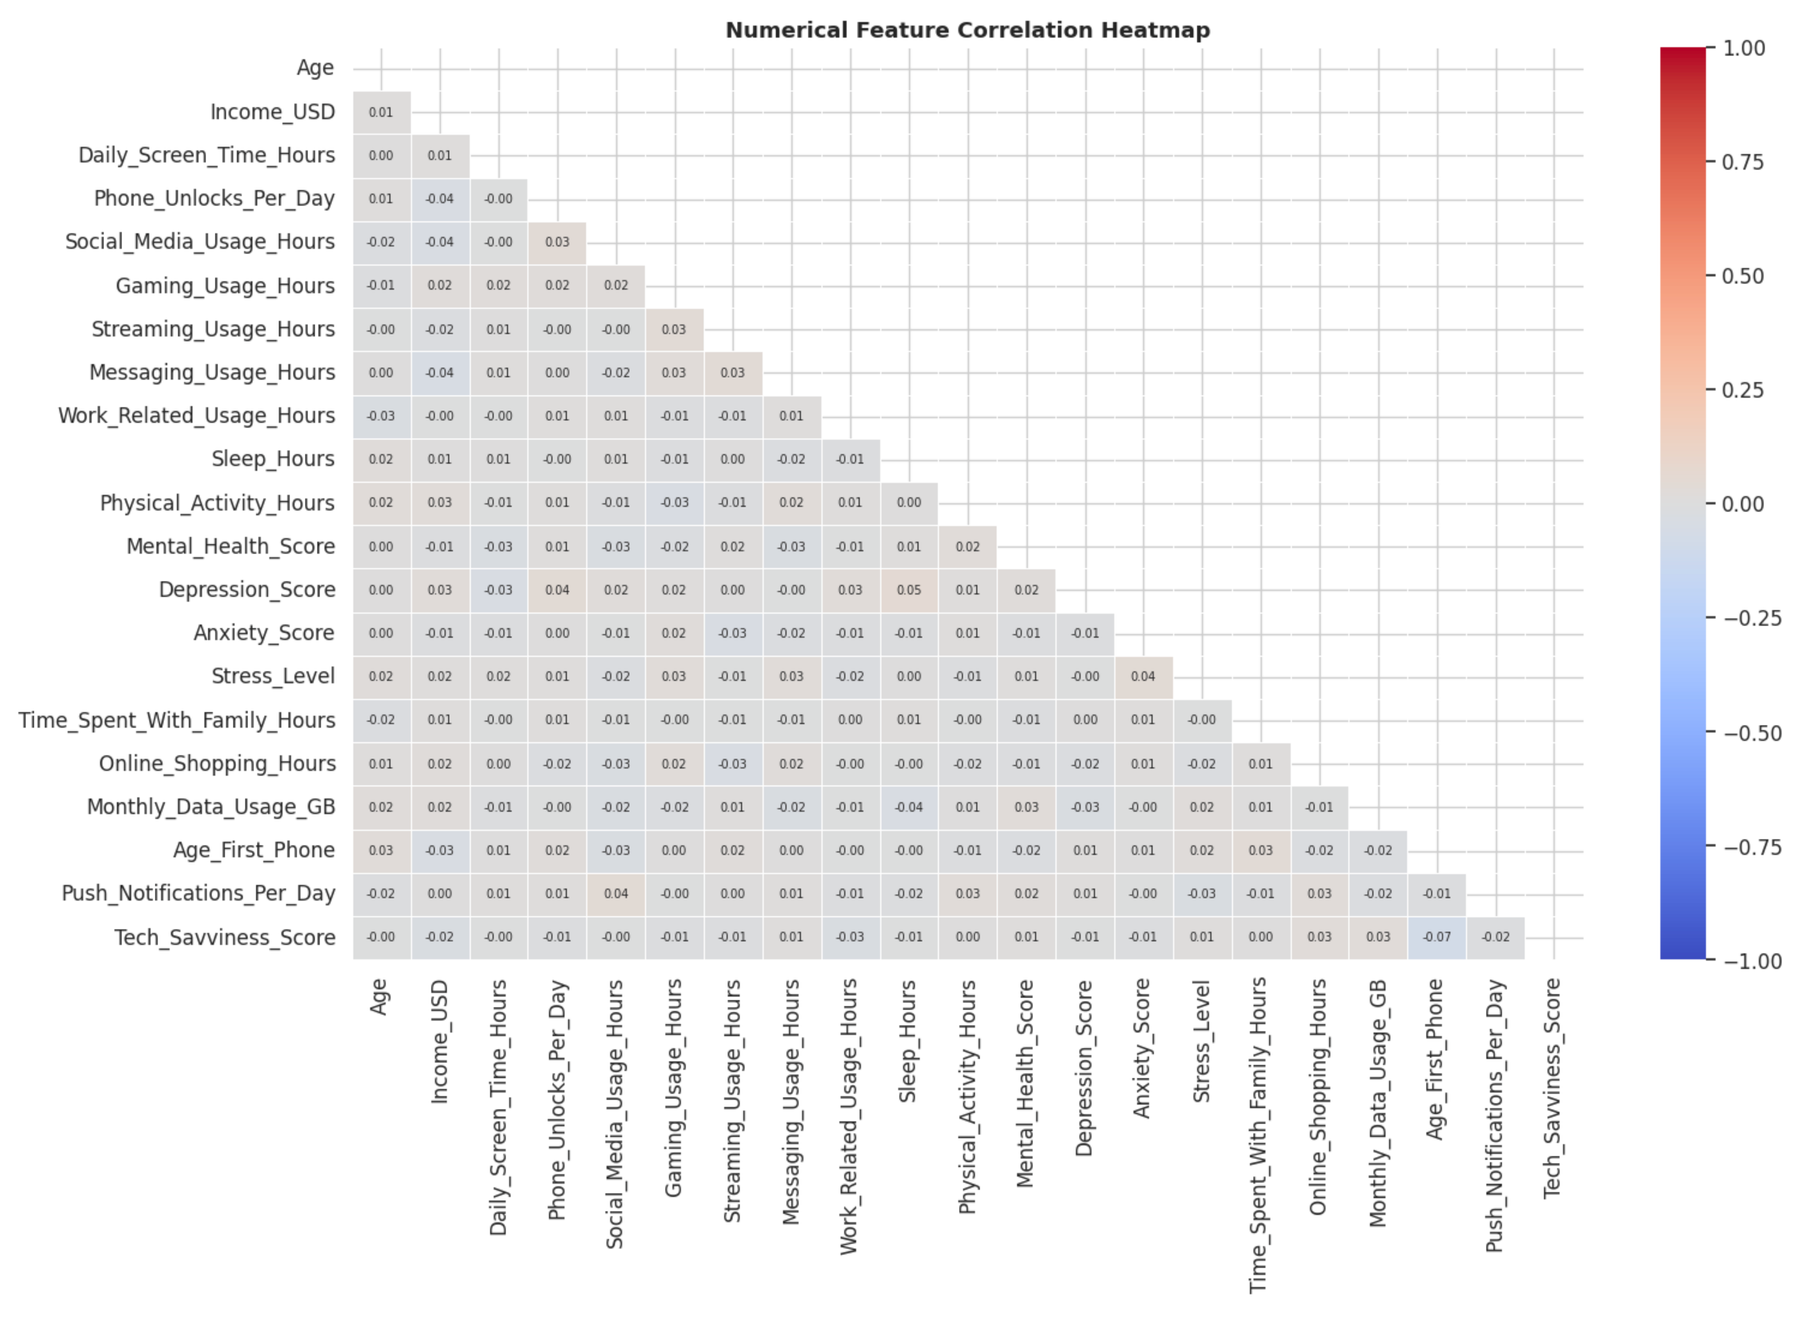 Numerical Feature Correlation Heatmap
Age
Income_USD 0.01
Daily_Screen_Time_Hours 0.00 0.01
Phone_Unlocks_Per_Day 0.01 -0.04 -0.00
Social_Media_Usage_Hours -0.02 -0.04 -0.00 0.03
Gaming_Usage_Hours -0.01 0.02 0.02 0.02 0.02
Streaming_Usage_Hours -0.00 -0.02 0.01 -0.00 -0.00 0.03
Messaging_Usage_Hours 0.00 -0.04 0.01 0.00 -0.02 0.03 0.03
Work_Related_Usage_Hours -0.03 -0.00 -0.00 0.01 0.01 -0.01 -0.01 0.01
Sleep_Hours 0.02 0.01 0.01 -0.00 0.01 -0.01 0.00 -0.02 -0.01
Physical_Activity_Hours 0.02 0.03 -0.01 0.01 -0.01 -0.03 -0.01 0.02 0.01 0.00
Mental_Health_Score 0.00 -0.01 -0.03 0.01 -0.03 -0.02 0.02 -0.03 -0.01 0.01 0.02
Depression_Score 0.00 0.03 -0.03 0.04 0.02 0.02 0.00 -0.00 0.03 0.05 0.01 0.02
Anxiety_Score 0.00 -0.01 -0.01 0.00 -0.01 0.02 -0.03 -0.02 -0.01 -0.01 0.01 -0.01 -0.01
Stress_Level 0.02 0.02 0.02 0.01 -0.02 0.03 -0.01 0.03 -0.02 0.00 -0.01 0.01 -0.00 0.04
Time_Spent_With_Family_Hours -0.02 0.01 -0.00 0.01 -0.01 -0.00 -0.01 -0.01 0.00 0.01 -0.00 -0.01 0.00 0.01 -0.00
Online_Shopping_Hours 0.01 0.02 0.00 -0.02 -0.03 0.02 -0.03 0.02 -0.00 -0.00 -0.02 -0.01 -0.02 0.01 -0.02 0.01
Monthly_Data_Usage_GB 0.02 0.02 -0.01 -0.00 -0.02 -0.02 0.01 -0.02 -0.01 -0.04 0.01 0.03 -0.03 -0.00 0.02 0.01 -0.01
Age_First_Phone 0.03 -0.03 0.01 0.02 -0.03 0.00 0.02 0.00 -0.00 -0.00 -0.01 -0.02 0.01 0.01 0.02 0.03 -0.02 -0.02
Push_Notifications_Per_Day -0.02 0.00 0.01 0.01 0.04 -0.00 0.00 0.01 -0.01 -0.02 0.03 0.02 0.01 -0.00 -0.03 -0.01 0.03 -0.02 -0.01
Tech_Savviness_Score -0.00 -0.02 -0.00 -0.01 -0.00 -0.01 -0.01 0.01 -0.03 -0.01 0.00 0.01 -0.01 -0.01 0.01 0.00 0.03 0.03 -0.07 -0.02
Age
Income_USD
Daily_Screen_Time_Hours
Phone_Unlocks_Per_Day
Social_Media_Usage_Hours
Gaming_Usage_Hours
Streaming_Usage_Hours
Messaging_Usage_Hours
Work_Related_Usage_Hours
Sleep_Hours
Physical_Activity_Hours
Mental_Health_Score
Depression_Score
Anxiety_Score
Stress_Level
Time_Spent_With_Family_Hours
Online_Shopping_Hours
Monthly_Data_Usage_GB
Age_First_Phone
Push_Notifications_Per_Day
Tech_Savviness_Score
1.00
0.75
0.50
0.25
0.00
−0.25
−0.50
−0.75
−1.00